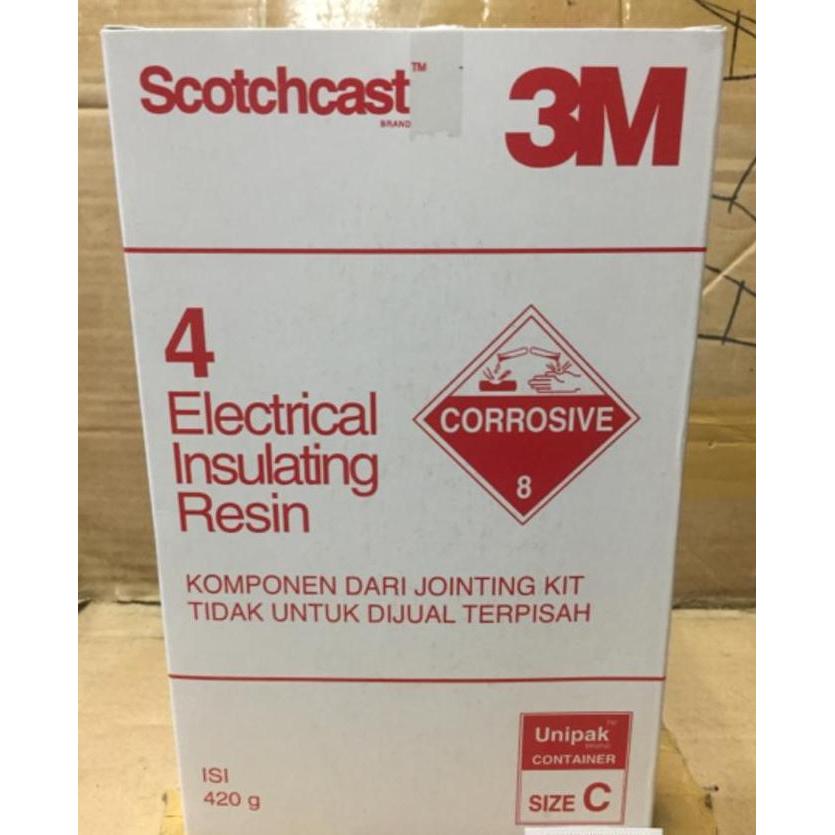 Scotchcast™
BRAND
3M
4
Electrical
Insulating
Resin
CORROSIVE
8
KOMPONEN DARI JOINTING KIT
TIDAK UNTUK DIJUAL TERPISAH
ISI
420 g
Unipak™
BRAND
CONTAINER
SIZE C